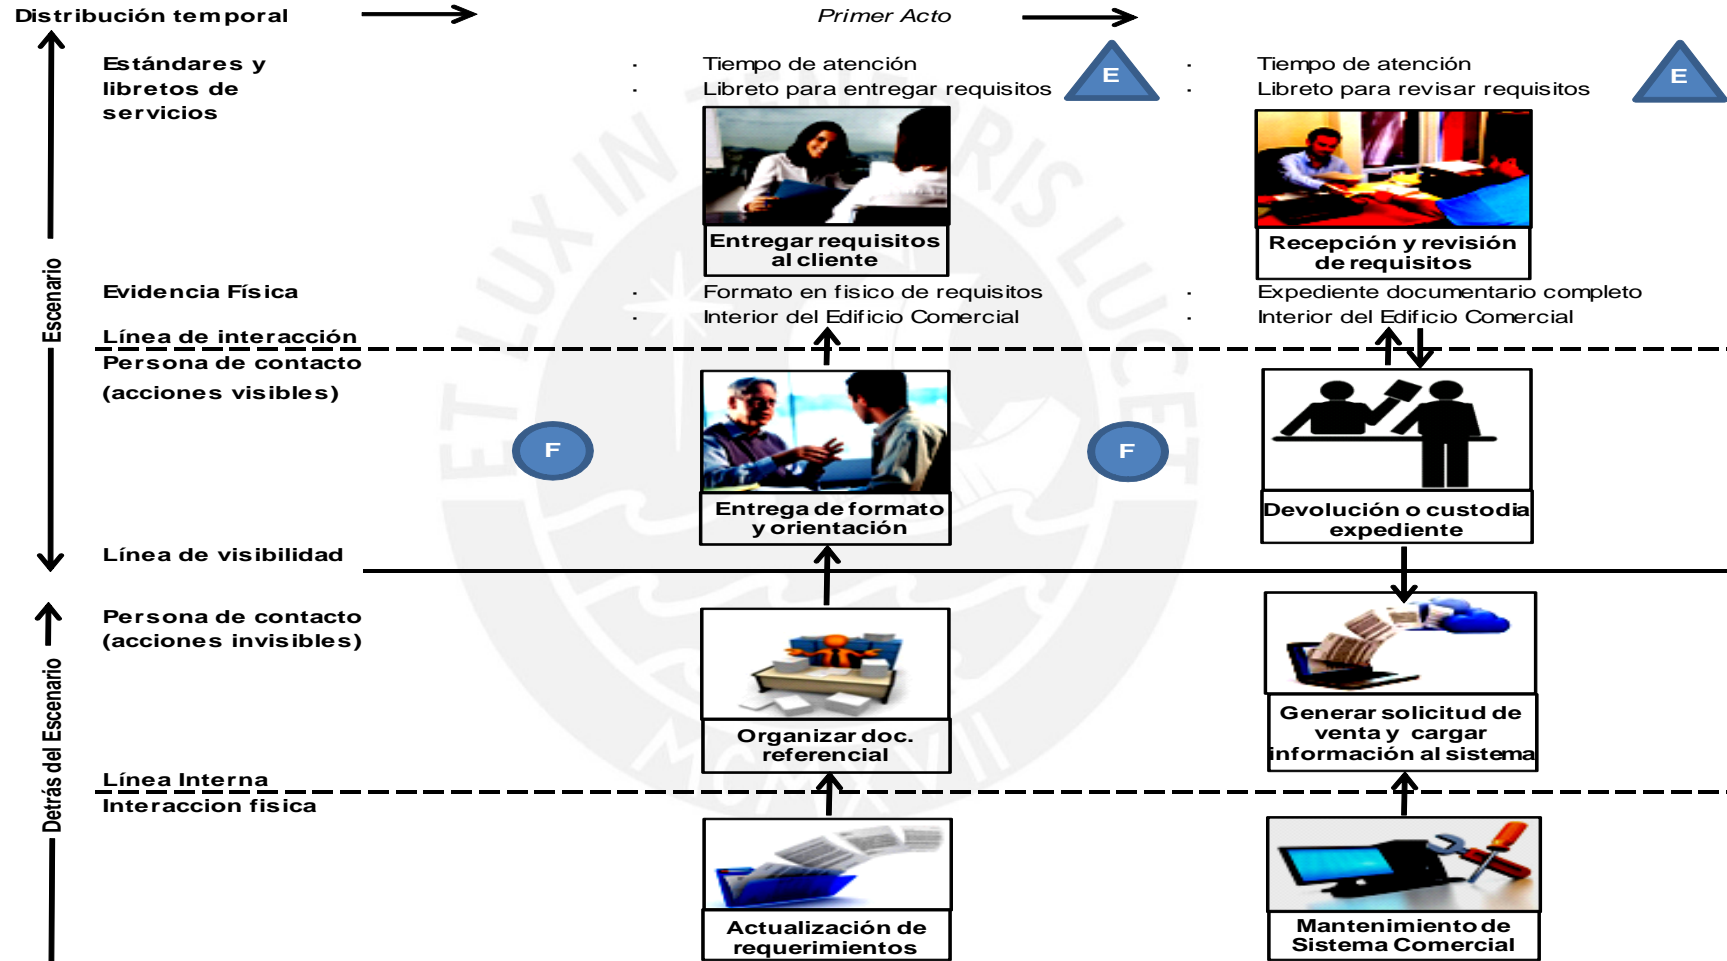 Distribución temporal
Primer Acto
Estándares y
libretos de
servicios
· Tiempo de atención
· Libreto para entregar requisitos
E
· Tiempo de atención
· Libreto para revisar requisitos
E
Entregar requisitos
al cliente
Recepción y revisión
de requisitos
Escenario
Evidencia Física
· Formato en fisico de requisitos
· Interior del Edificio Comercial
· Expediente documentario completo
· Interior del Edificio Comercial
Línea de interacción
Persona de contacto
(acciones visibles)
F
F
Entrega de formato
y orientación
Devolución o custodia
expediente
Línea de visibilidad
Detrás del Escenario
Persona de contacto
(acciones invisibles)
Organizar doc.
referencial
Generar solicitud de
venta y cargar
información al sistema
Línea Interna
Interaccion fisica
Actualización de
requerimientos
Mantenimiento de
Sistema Comercial
ET LUX IN TENEBRIS LUCET